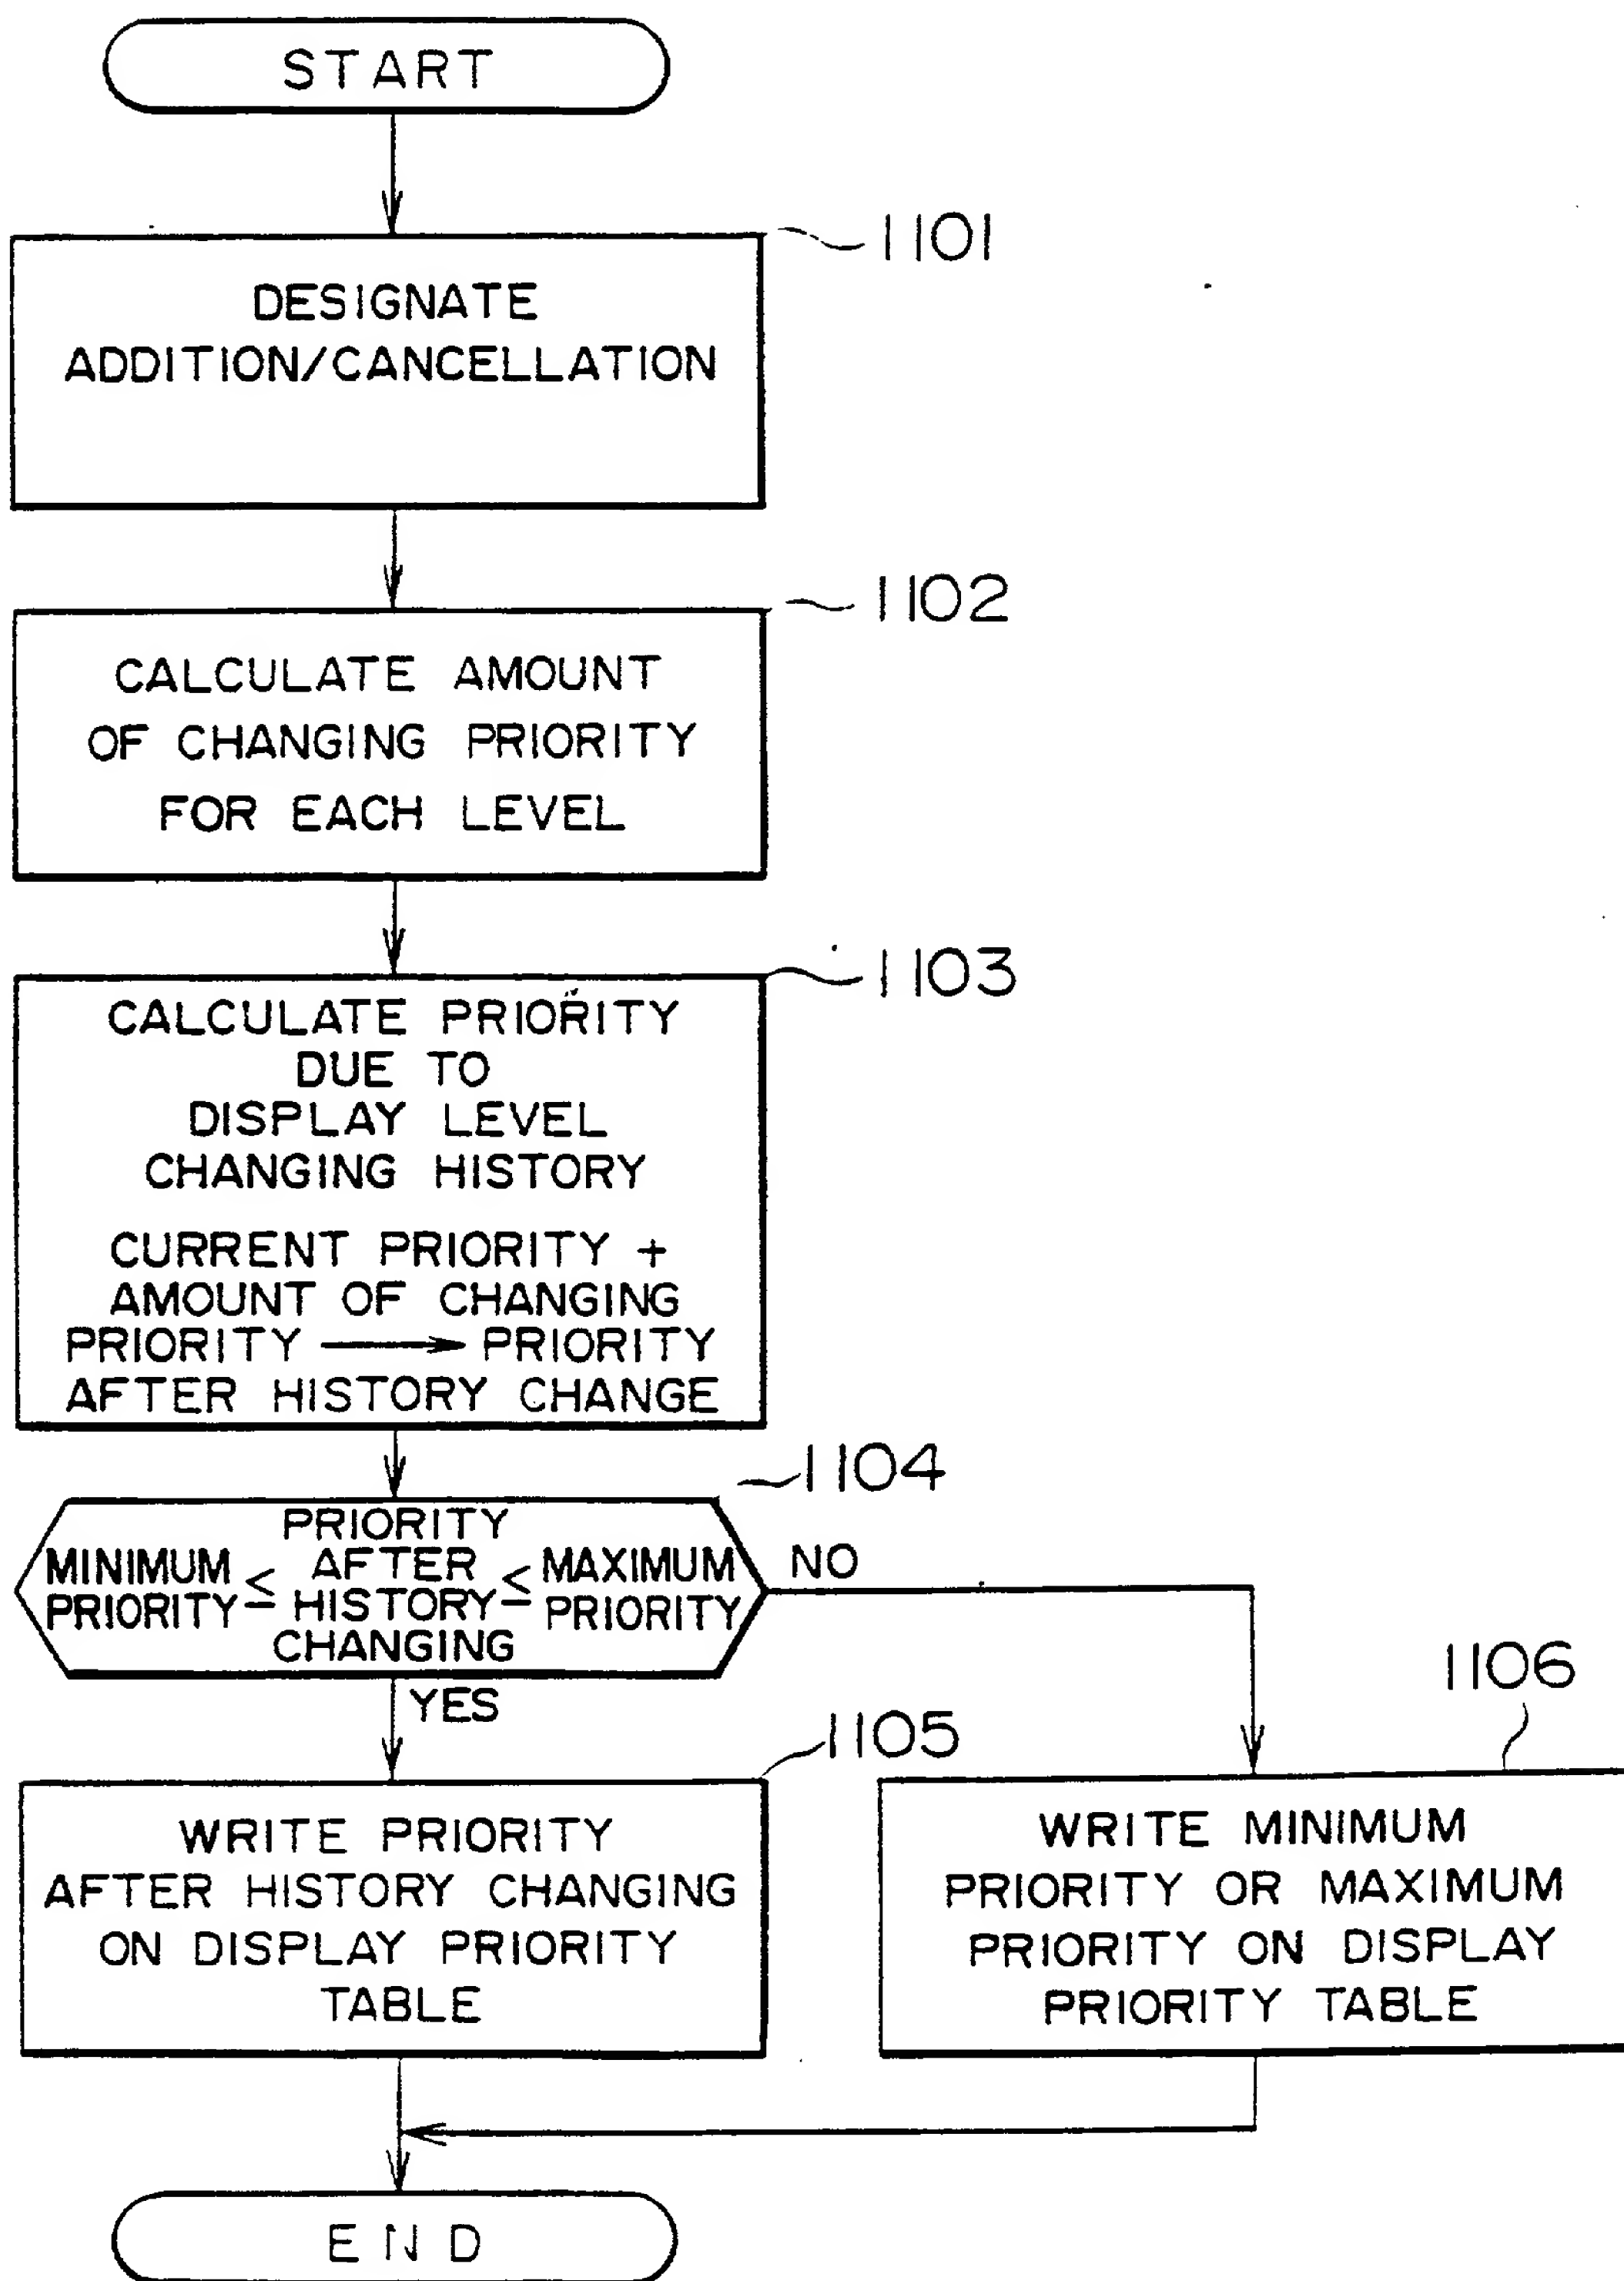 START
1101
DESIGNATE
ADDITION/CANCELLATION
1102
CALCULATE AMOUNT
OF CHANGING PRIORITY
FOR EACH LEVEL
1103
CALCULATE PRIORITY
DUE TO
DISPLAY LEVEL
CHANGING HISTORY
CURRENT PRIORITY +
AMOUNT OF CHANGING
PRIORITY → PRIORITY
AFTER HISTORY CHANGE
1104
MINIMUM
PRIORITY
≤
PRIORITY
AFTER
HISTORY
CHANGING
≤
MAXIMUM
PRIORITY
NO
YES
1105
WRITE PRIORITY
AFTER HISTORY CHANGING
ON DISPLAY PRIORITY
TABLE
1106
WRITE MINIMUM
PRIORITY OR MAXIMUM
PRIORITY ON DISPLAY
PRIORITY TABLE
END